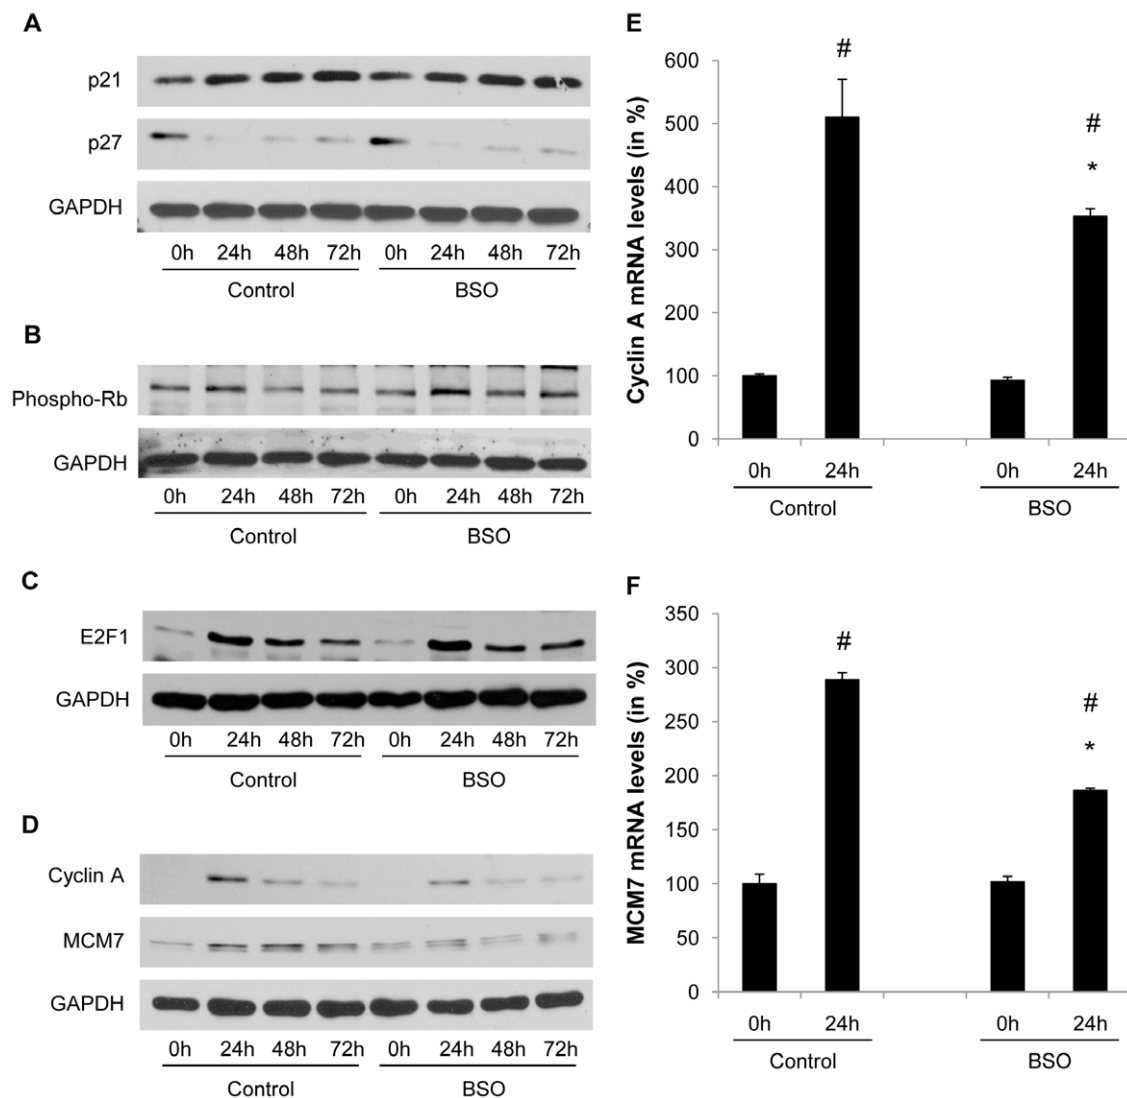 A
p21
p27
GAPDH
0h 24h 48h 72h 0h 24h 48h 72h
Control BSO
B
Phospho-Rb
GAPDH
0h 24h 48h 72h 0h 24h 48h 72h
Control BSO
C
E2F1
GAPDH
0h 24h 48h 72h 0h 24h 48h 72h
Control BSO
D
Cyclin A
MCM7
GAPDH
0h 24h 48h 72h 0h 24h 48h 72h
Control BSO
E
Cyclin A mRNA levels (in %)
600
500
400
300
200
100
0
#
#
*
0h 24h 0h 24h
Control BSO
F
MCM7 mRNA levels (in %)
350
300
250
200
150
100
50
0
#
#
*
0h 24h 0h 24h
Control BSO